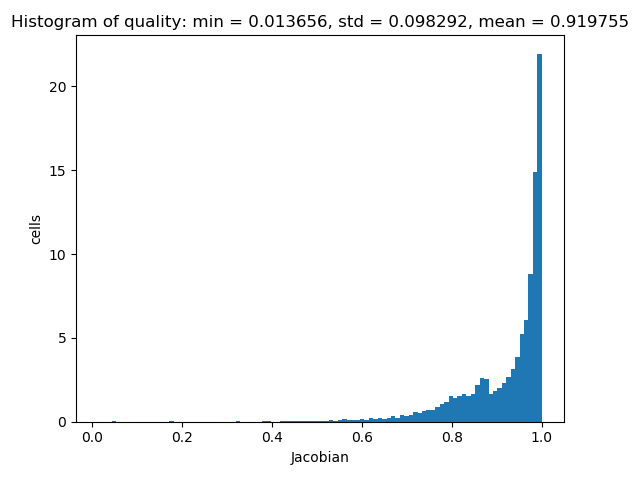 Histogram of quality: min = 0.013656, std = 0.098292, mean = 0.919755
20
15
10
5
0
cells
0.0 0.2 0.4 0.6 0.8 1.0
Jacobian